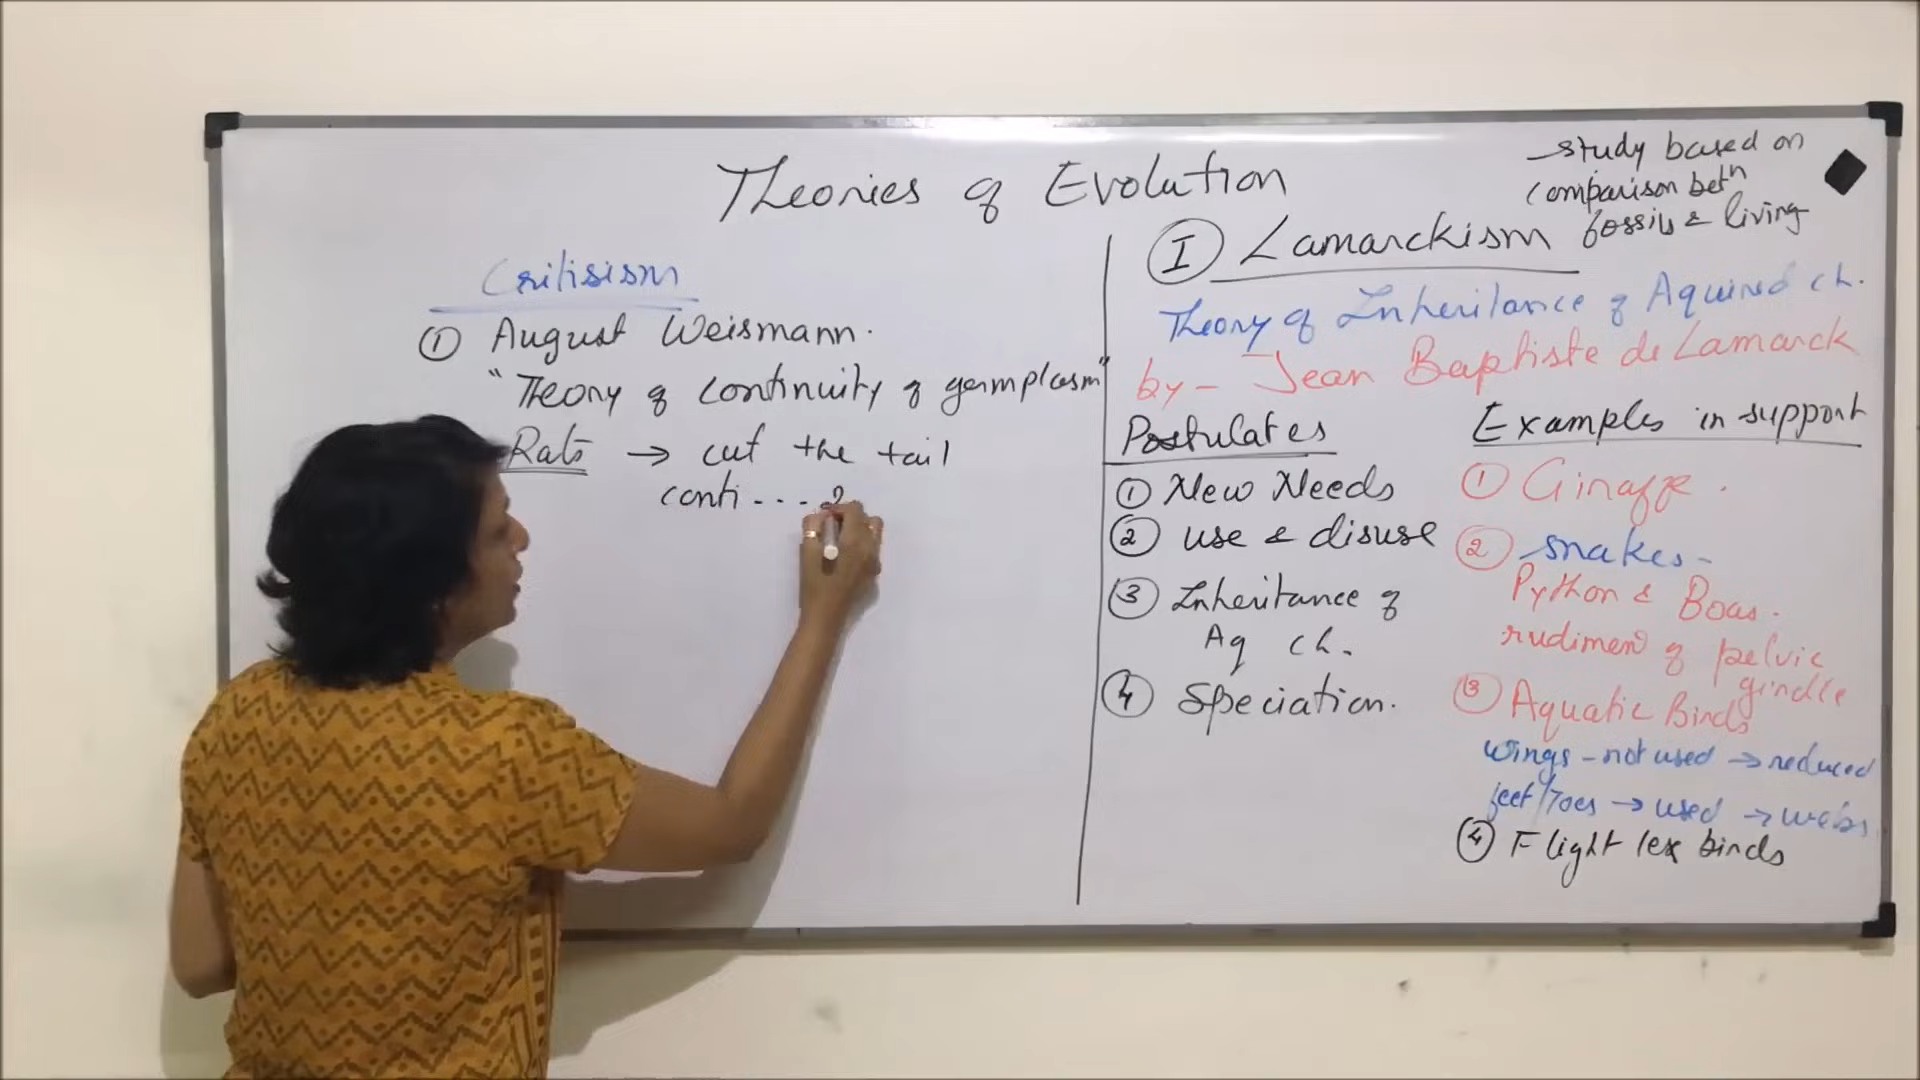 Theories of Evolution
Critisism
① August Weismann.
"Theory of continuity of germplasm"
Rats → cut the tail
conti - - - 2
- study based on
comparison betn
fossils & living
I Lamarckism
Theory of Inheritance of Aquired ch.
by - Jean Baptiste de Lamarck
Postulates
① New Needs
② use & disuse
③ Inheritance of
Aq ch.
④ Speciation.
Examples in support
① Giraffe.
② snakes -
Python & Boas.
rudiment of pelvic
girdle
③ Aquatic Birds
wings - not used → reduced
feet/Toes → used → webs.
④ Flight less birds